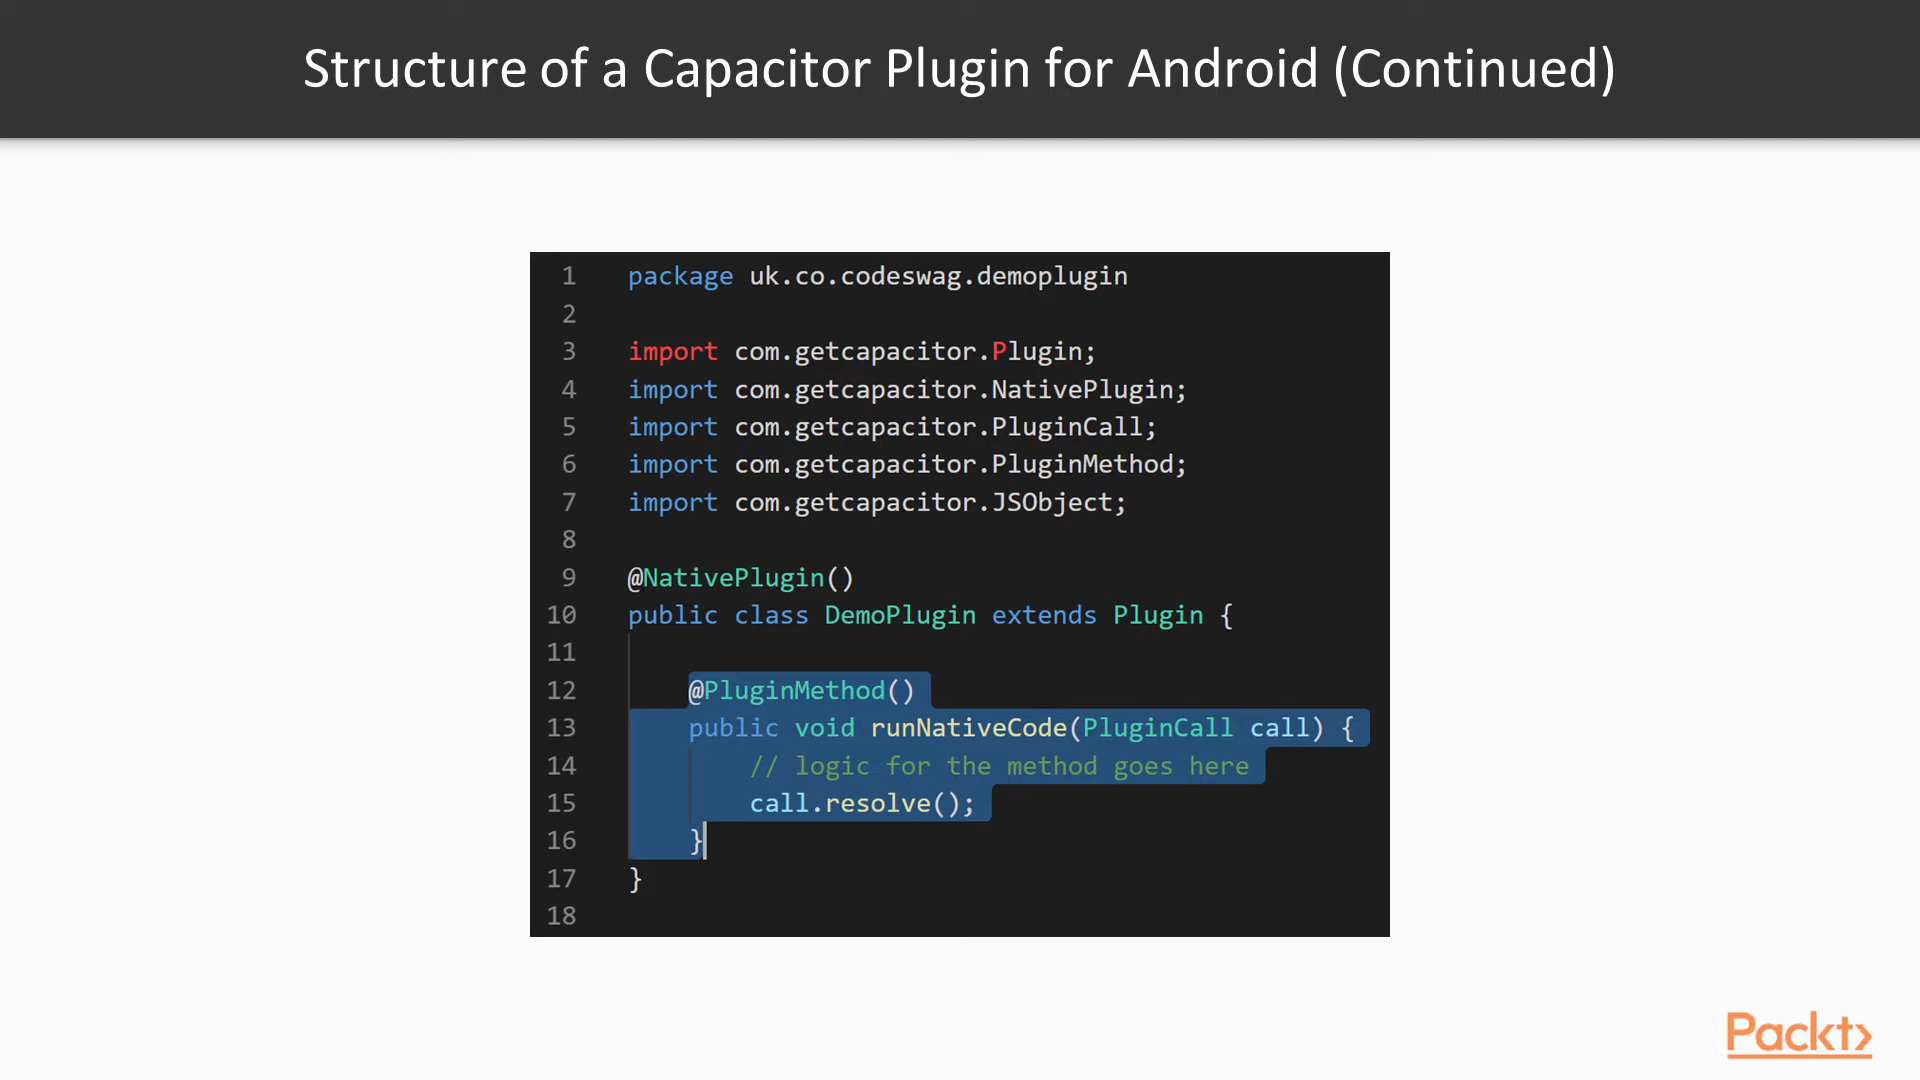 Structure of a Capacitor Plugin for Android (Continued)
1 package uk.co.codeswag.demoplugin
2
3 import com.getcapacitor.Plugin;
4 import com.getcapacitor.NativePlugin;
5 import com.getcapacitor.PluginCall;
6 import com.getcapacitor.PluginMethod;
7 import com.getcapacitor.JSObject;
8
9 @NativePlugin()
10 public class DemoPlugin extends Plugin {
11
12 @PluginMethod()
13 public void runNativeCode(PluginCall call) {
14 // logic for the method goes here
15 call.resolve();
16 }
17 }
18
Packt>